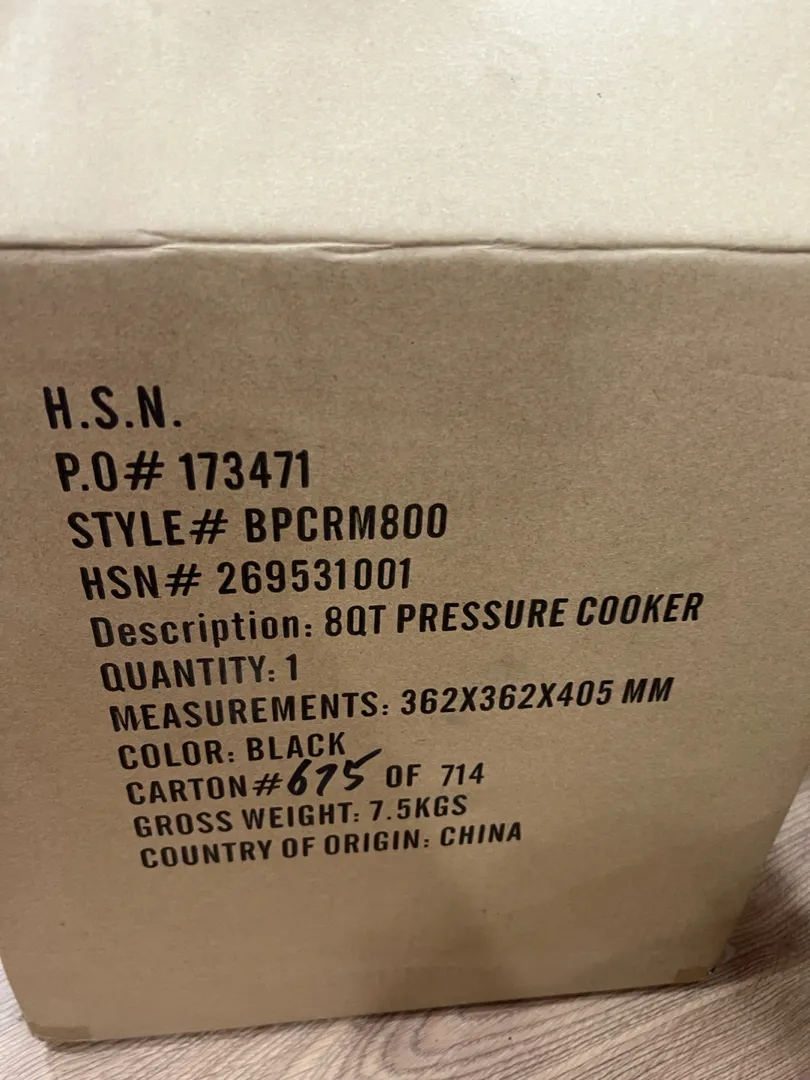 H.S.N.
P.O# 173471
STYLE# BPCRM800
HSN# 269531001
Description: 8QT PRESSURE COOKER
QUANTITY: 1
MEASUREMENTS: 362X362X405 MM
COLOR: BLACK
CARTON# 675 OF 714
GROSS WEIGHT: 7.5KGS
COUNTRY OF ORIGIN: CHINA